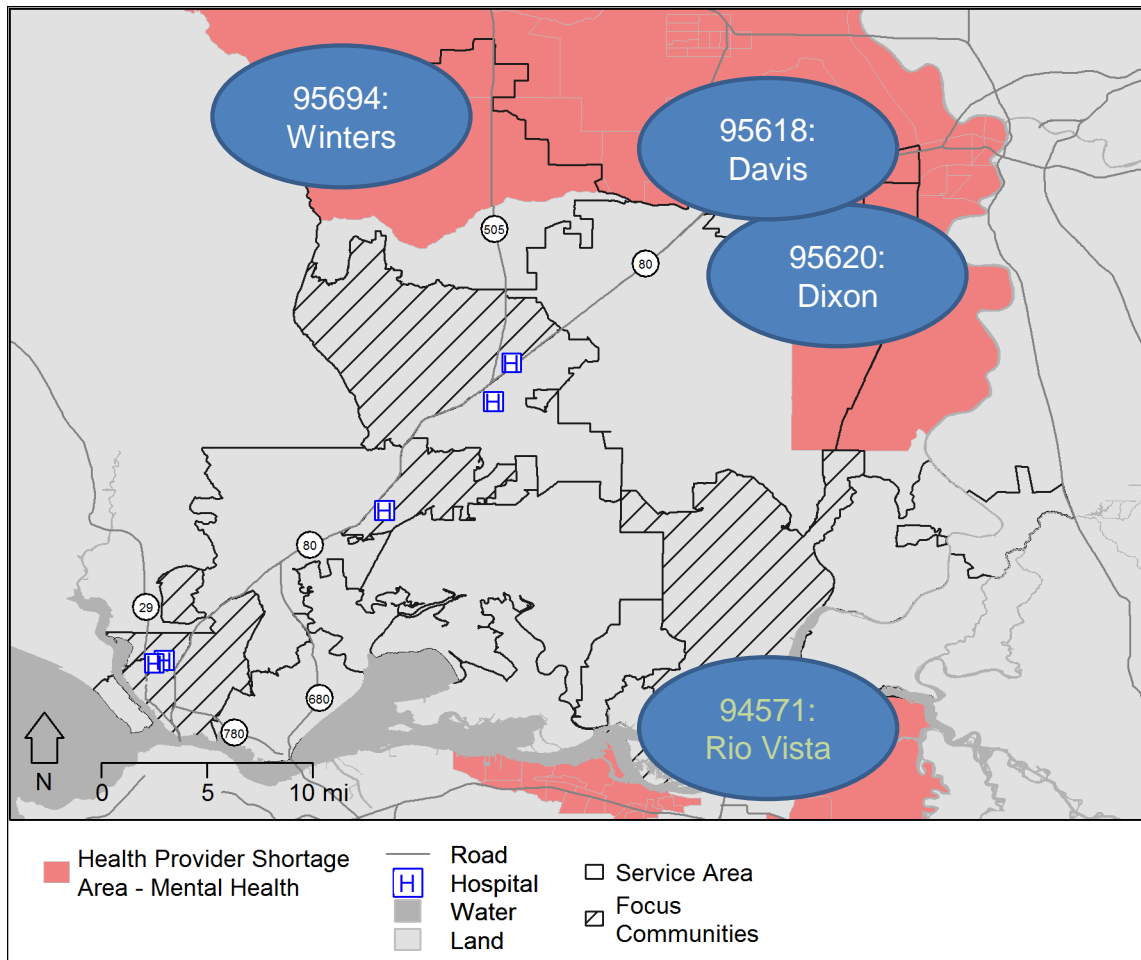 95694:
Winters
95618:
Davis
95620:
Dixon
505
80
H
H
H
80
29
H
H
680
780
94571:
Rio Vista
N
0 5 10 mi
Health Provider Shortage
Area - Mental Health
Road
H Hospital
Water
Land
Service Area
Focus
Communities